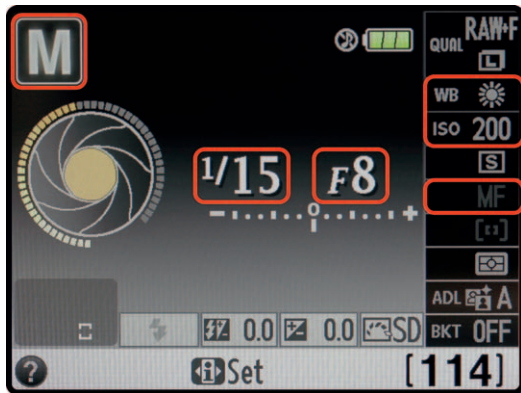 M
QUAL RAW+F
L
WB
ISO 200
1/15 F8
S
MF
- 0 +
[ ]
ADL A
0.0 0.0 SD BKT OFF
? i Set [114]